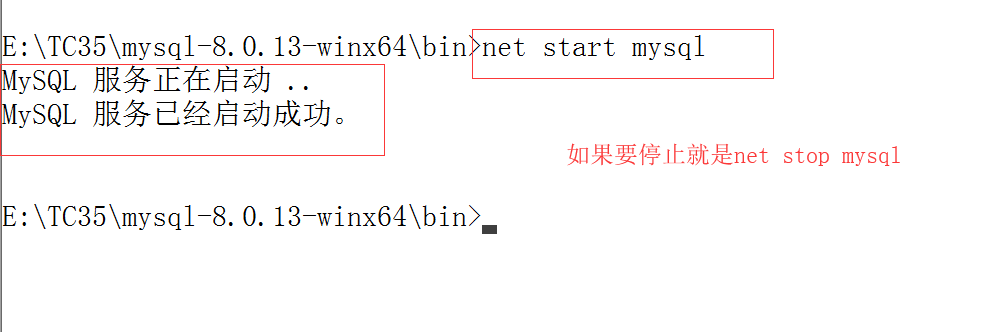 E:\TC35\mysql-8.0.13-winx64\bin>net start mysql
MySQL 服务正在启动 ..
MySQL 服务已经启动成功。
如果要停止就是net stop mysql
E:\TC35\mysql-8.0.13-winx64\bin>